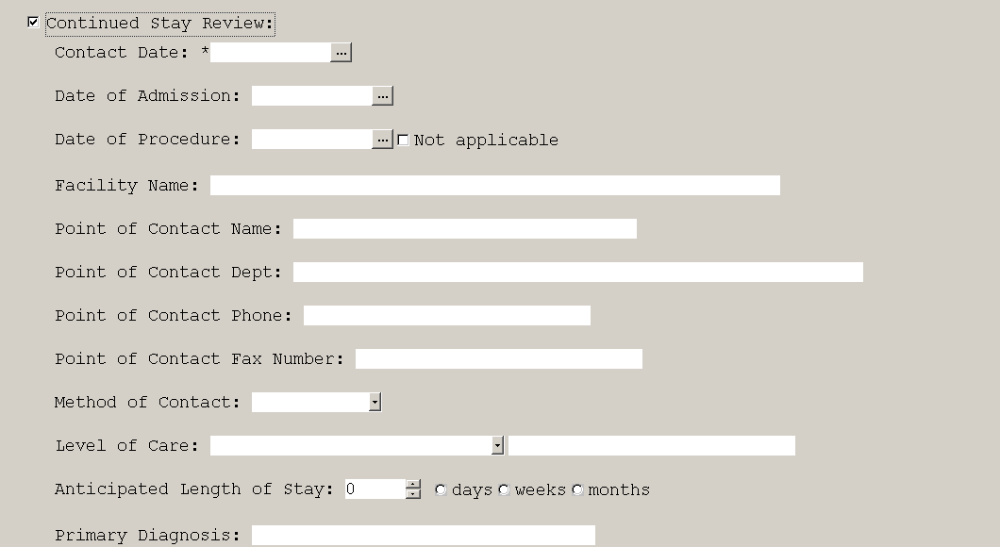 Continued Stay Review:
Contact Date: * ...
Date of Admission: ...
Date of Procedure: ... Not applicable
Facility Name:
Point of Contact Name:
Point of Contact Dept:
Point of Contact Phone:
Point of Contact Fax Number:
Method of Contact:
Level of Care:
Anticipated Length of Stay: 0 days weeks months
Primary Diagnosis: